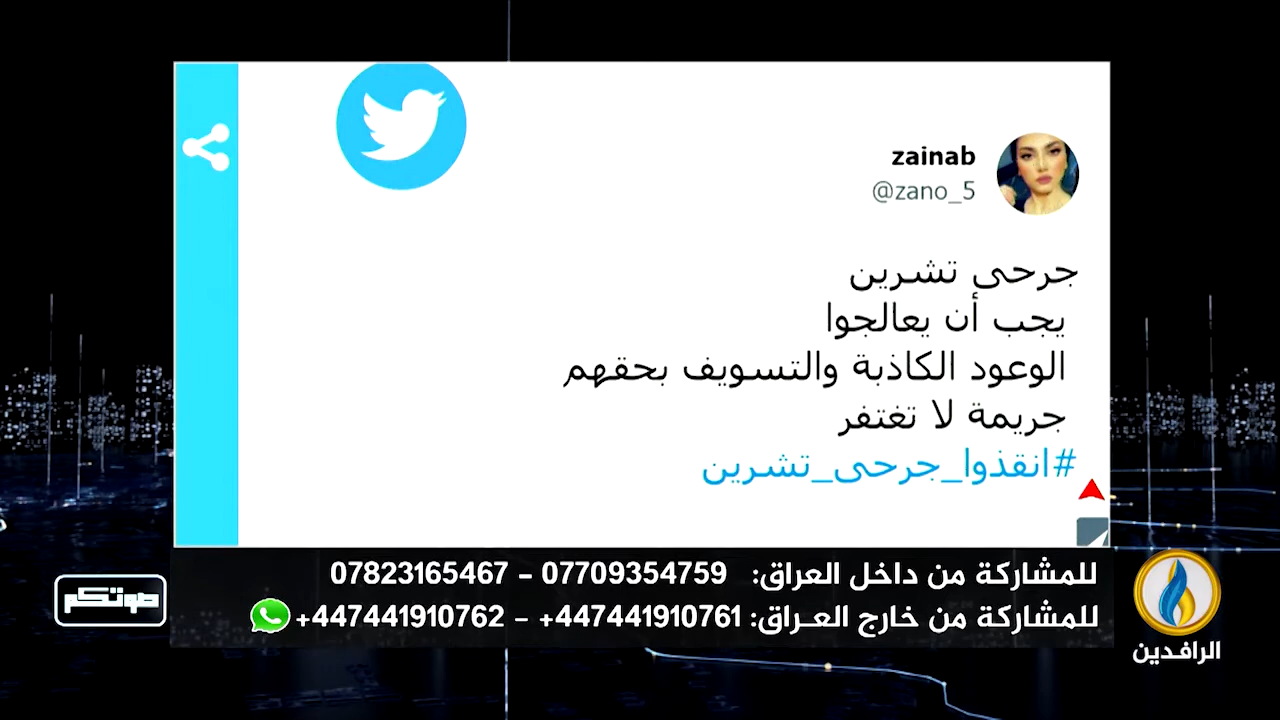 zainab
@zano_5
جرحى تشرين
يجب أن يعالجوا
الوعود الكاذبة والتسويف بحقهم
جريمة لا تغتفر
#انقذوا_جرحى_تشرين
للمشاركة من داخل العراق: 07709354759 - 07823165467
للمشاركة من خارج العـراق: 447441910761+ - 447441910762+
صوتكم
الرافدين